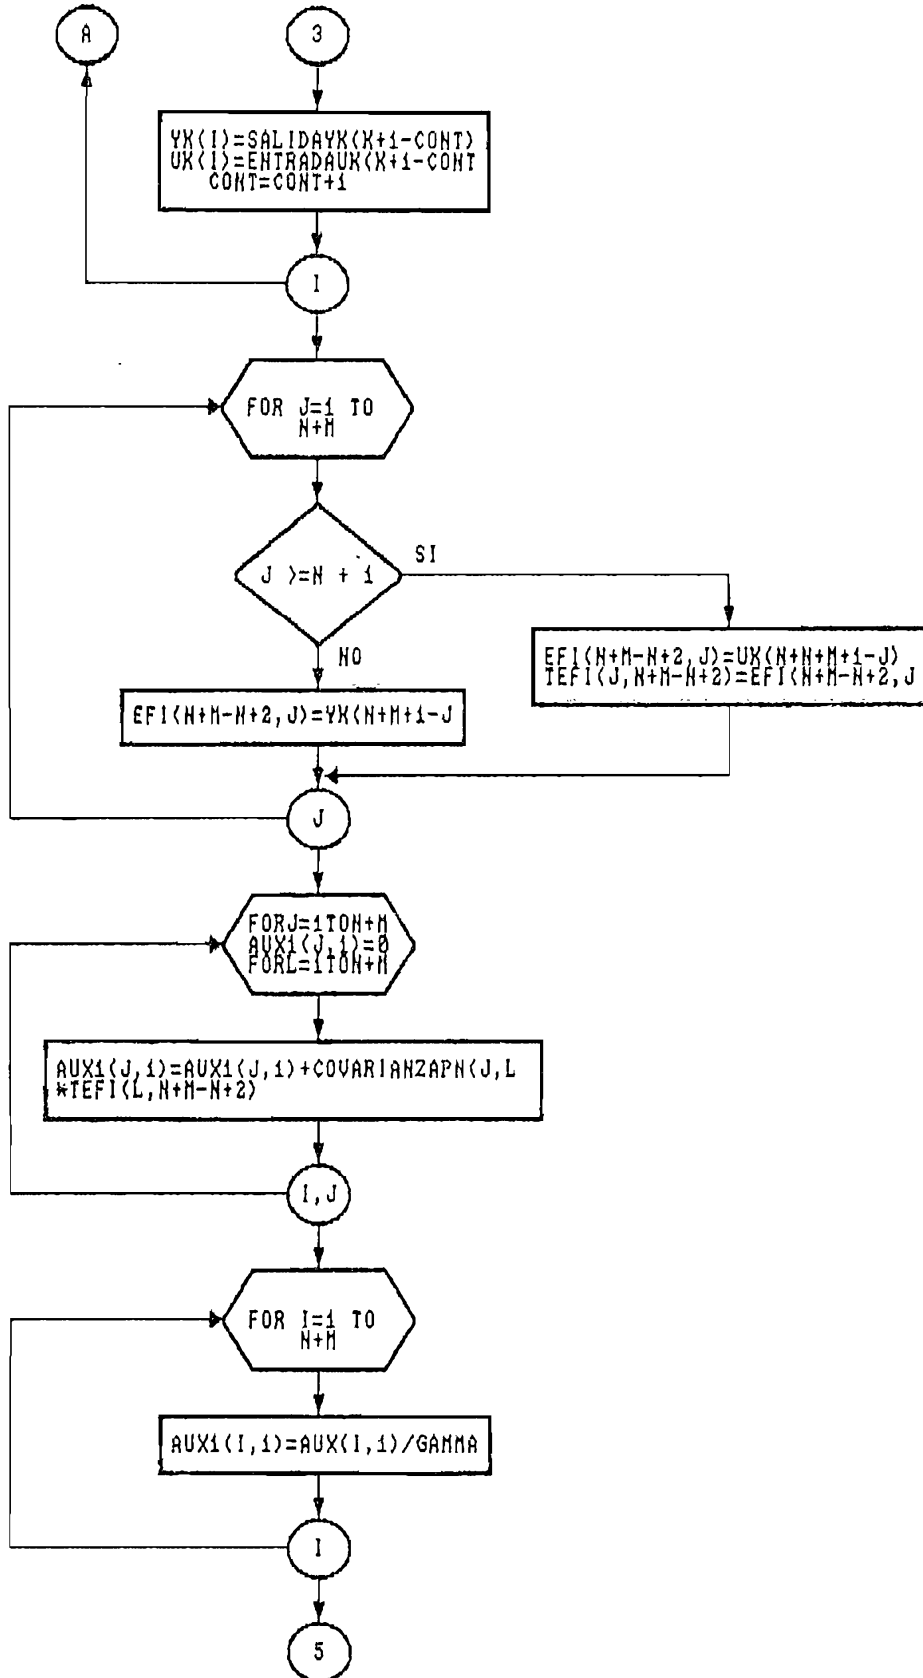 A
3
YK(I)=SALIDAYK(K+1-CONT)
UK(I)=ENTRADAUK(K+1-CONT
CONT=CONT+1
I
FOR J=1 TO
N+M
J >=N + 1
SI
NO
EFI(N+M-N+2,J)=UK(N+N+M+1-J)
TEFI(J,N+M-N+2)=EFI(N+M-N+2,J
EFI(N+M-N+2,J)=YK(N+M+1-J
J
FORJ=1TON+M
AUX1(J,1)=0
FORL=1TON+M
AUX1(J,1)=AUX1(J,1)+COVARIANZAPN(J,L
*TEFI(L,N+M-N+2)
I,J
FOR I=1 TO
N+M
AUX1(I,1)=AUX(I,1)/GAMMA
I
5